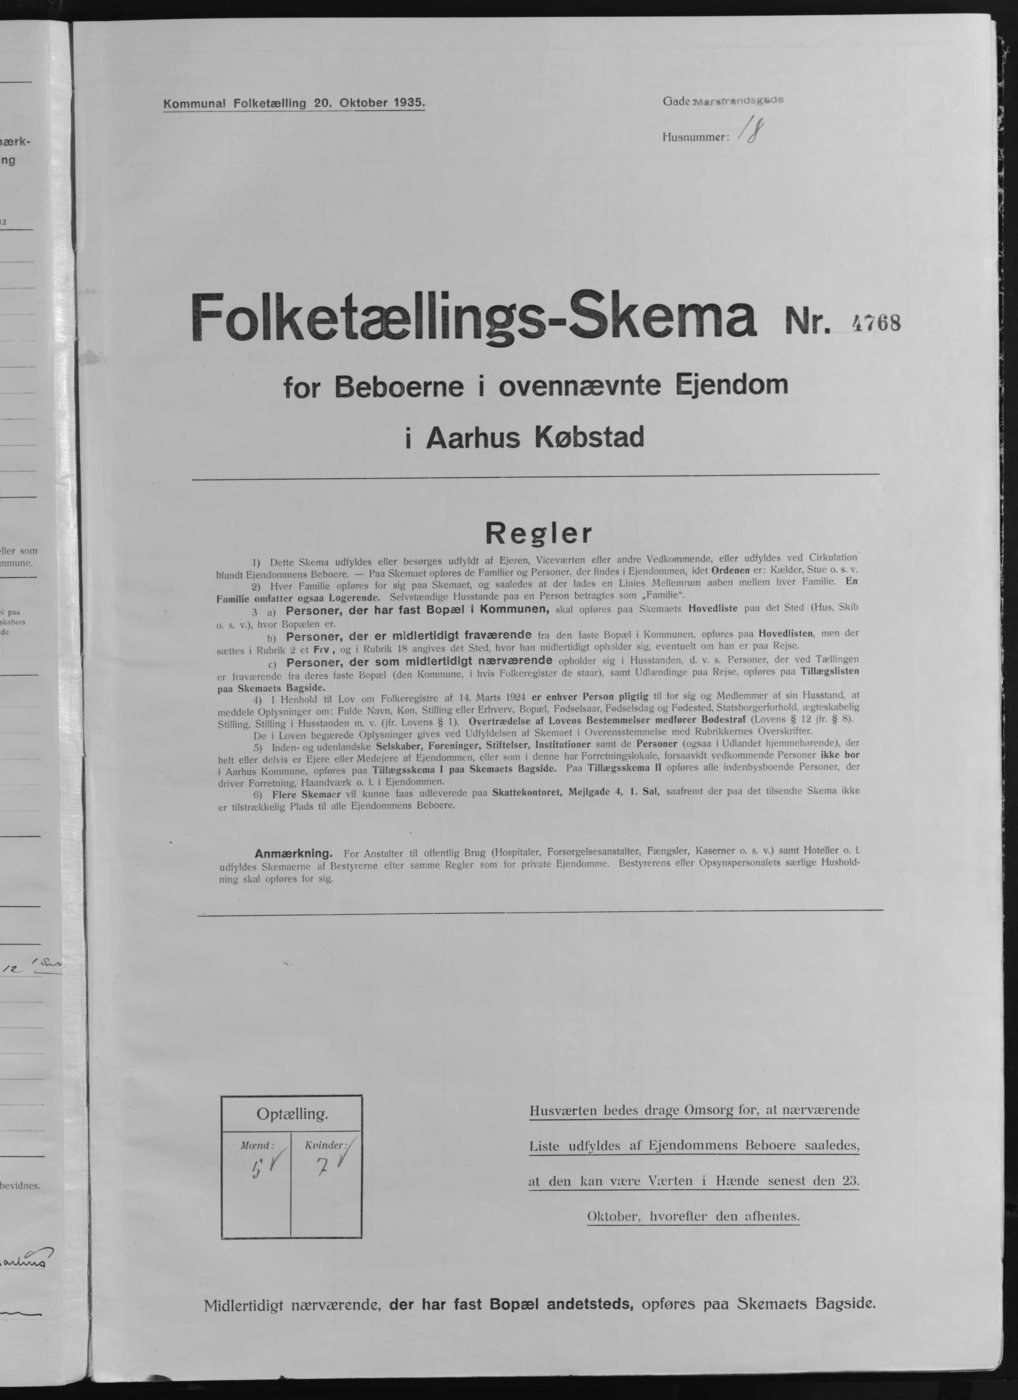 Kommunal Folketælling 20. Oktober 1935.
Gade: Marstrandsgade
Husnummer: 18
Folketællings-Skema Nr. 4768
for Beboerne i ovennævnte Ejendom
i Aarhus Købstad
Regler
1) Dette Skema udfyldes eller besørges udfyldt af Ejeren, Viceværten eller andre Vedkommende, eller udfyldes ved Cirkulation
blandt Ejendommens Beboere. — Paa Skemaet opføres de Familier og Personer, der findes i Ejendommen, idet Ordenen er: Kælder, Stue o. s. v.
2) Hver Familie opføres for sig paa Skemaet, og saaledes at der lades en Linies Mellemrum aaben mellem hver Familie. En
Familie omfatter ogsaa Logerende. Selvstændige Husstande paa en Person betragtes som „Familie“.
3 a) Personer, der har fast Bopæl i Kommunen, skal opføres paa Skemaets Hovedliste paa det Sted (Hus, Skib
o. s. v.), hvor Bopælen er.
b) Personer, der er midlertidigt fraværende fra den faste Bopæl i Kommunen, opføres paa Hovedlisten, men der
sættes i Rubrik 2 et Frv., og i Rubrik 18 angives det Sted, hvor han midlertidigt opholder sig, eventuelt om han er paa Rejse.
c) Personer, der som midlertidigt nærværende opholder sig i Husstanden, d. v. s. Personer, der ved Tællingen
er fraværende fra deres faste Bopæl (den Kommune, i hvis Folkeregister de staar), samt Udlændinge paa Rejse, opføres paa Tillægslisten
paa Skemaets Bagside.
4) I Henhold til Lov om Folkeregistre af 14. Marts 1924 er enhver Person pligtig til for sig og Medlemmer af sin Husstand, at
meddele Oplysninger om: Fulde Navn, Køn, Stilling eller Erhverv, Bopæl, Fødselsaar, Fødselsdag og Fødested, Statsborgerforhold, ægteskabelig
Stilling, Stilling i Husstanden m. v. (jfr. Lovens § 1). Overtrædelse af Lovens Bestemmelser medfører Bødestraf (Lovens § 12 jfr. § 8).
De i Loven begærede Oplysninger gives ved Udfyldelsen af Skemaet i Overensstemmelse med Rubrikkernes Overskrifter.
5) Inden- og udenlandske Selskaber, Foreninger, Stiftelser, Institutioner samt de Personer (ogsaa i Udlandet hjemmehørende), der
helt eller delvis er Ejere eller Medejere af Ejendommen, eller som i denne har Forretningslokale, forsaavidt vedkommende Personer ikke bor
i Aarhus Kommune, opføres paa Tillægsskema I paa Skemaets Bagside. Paa Tillægsskema II opføres alle indenbysboende Personer, der
driver Forretning, Haandværk o. l. i Ejendommen.
6) Flere Skemaer vil kunne faas udleverede paa Skattekontoret, Mejlgade 4, 1. Sal, saafremt der paa det tilsendte Skema ikke
er tilstrækkelig Plads til alle Ejendommens Beboere.
Anmærkning. For Anstalter til offentlig Brug (Hospitaler, Forsørgelsesanstalter, Fængsler, Kaserner o. s. v.) samt Hoteller o. l.
udfyldes Skemaerne af Bestyrerne efter samme Regler som for private Ejendomme. Bestyrerens eller Opsynspersonalets særlige Hushold-
ning skal opføres for sig.
Optælling.
Mænd: Kvinder:
5 7
Husværten bedes drage Omsorg for, at nærværende
Liste udfyldes af Ejendommens Beboere saaledes,
at den kan være Værten i Hænde senest den 23.
Oktober, hvorefter den afhentes.
Midlertidigt nærværende, der har fast Bopæl andetsteds, opføres paa Skemaets Bagside.
ærk-
ng
12
ller som
mmune.
ei paa
skabers
de
12
bevidnes.